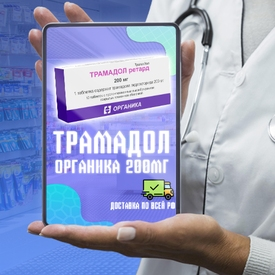 ТРАМАДОЛ ретард
200 мг
ОРГАНИКА
ТРАМАДОЛ
ОРГАНИКА 200МГ
ДОСТАВКА ПО ВСЕЙ РФ